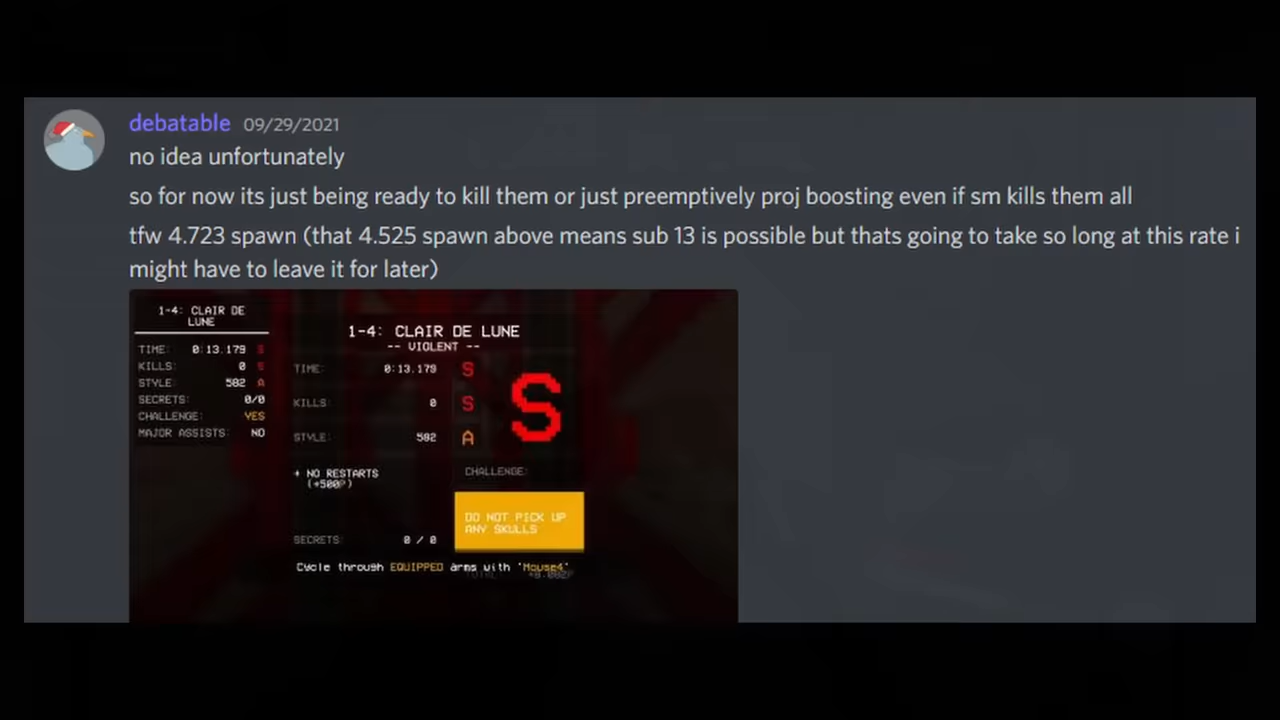 debatable 09/29/2021
no idea unfortunately
so for now its just being ready to kill them or just preemptively proj boosting even if sm kills them all
tfw 4.723 spawn (that 4.525 spawn above means sub 13 is possible but thats going to take so long at this rate i
might have to leave it for later)
1-4: CLAIR DE
LUNE
TIME: 0:13.179 S
KILLS: 0 S
STYLE: 582 A
SECRETS: 0/0
CHALLENGE: YES
MAJOR ASSISTS: NO
1-4: CLAIR DE LUNE
-- VIOLENT --
TIME: 0:13.179 S
KILLS: 0 S
STYLE: 582 A
S
+ NO RESTARTS
(+500P)
CHALLENGE:
DO NOT PICK UP
ANY SKULLS
SECRETS: 0 / 0
Cycle through EQUIPPED arms with 'Mouse4'
TOTAL: